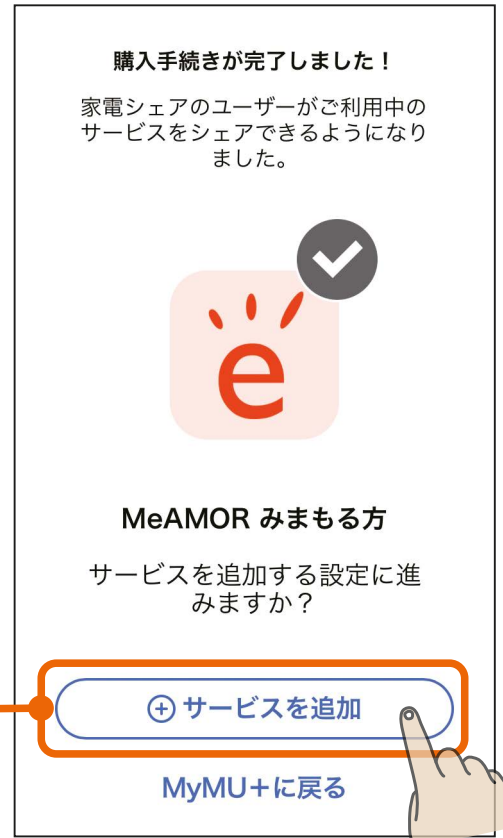 購入手続きが完了しました！
家電シェアのユーザーがご利用中の
サービスをシェアできるようになり
ました。
e
MeAMOR みまもる方
サービスを追加する設定に進
みますか？
サービスを追加
MyMU+に戻る